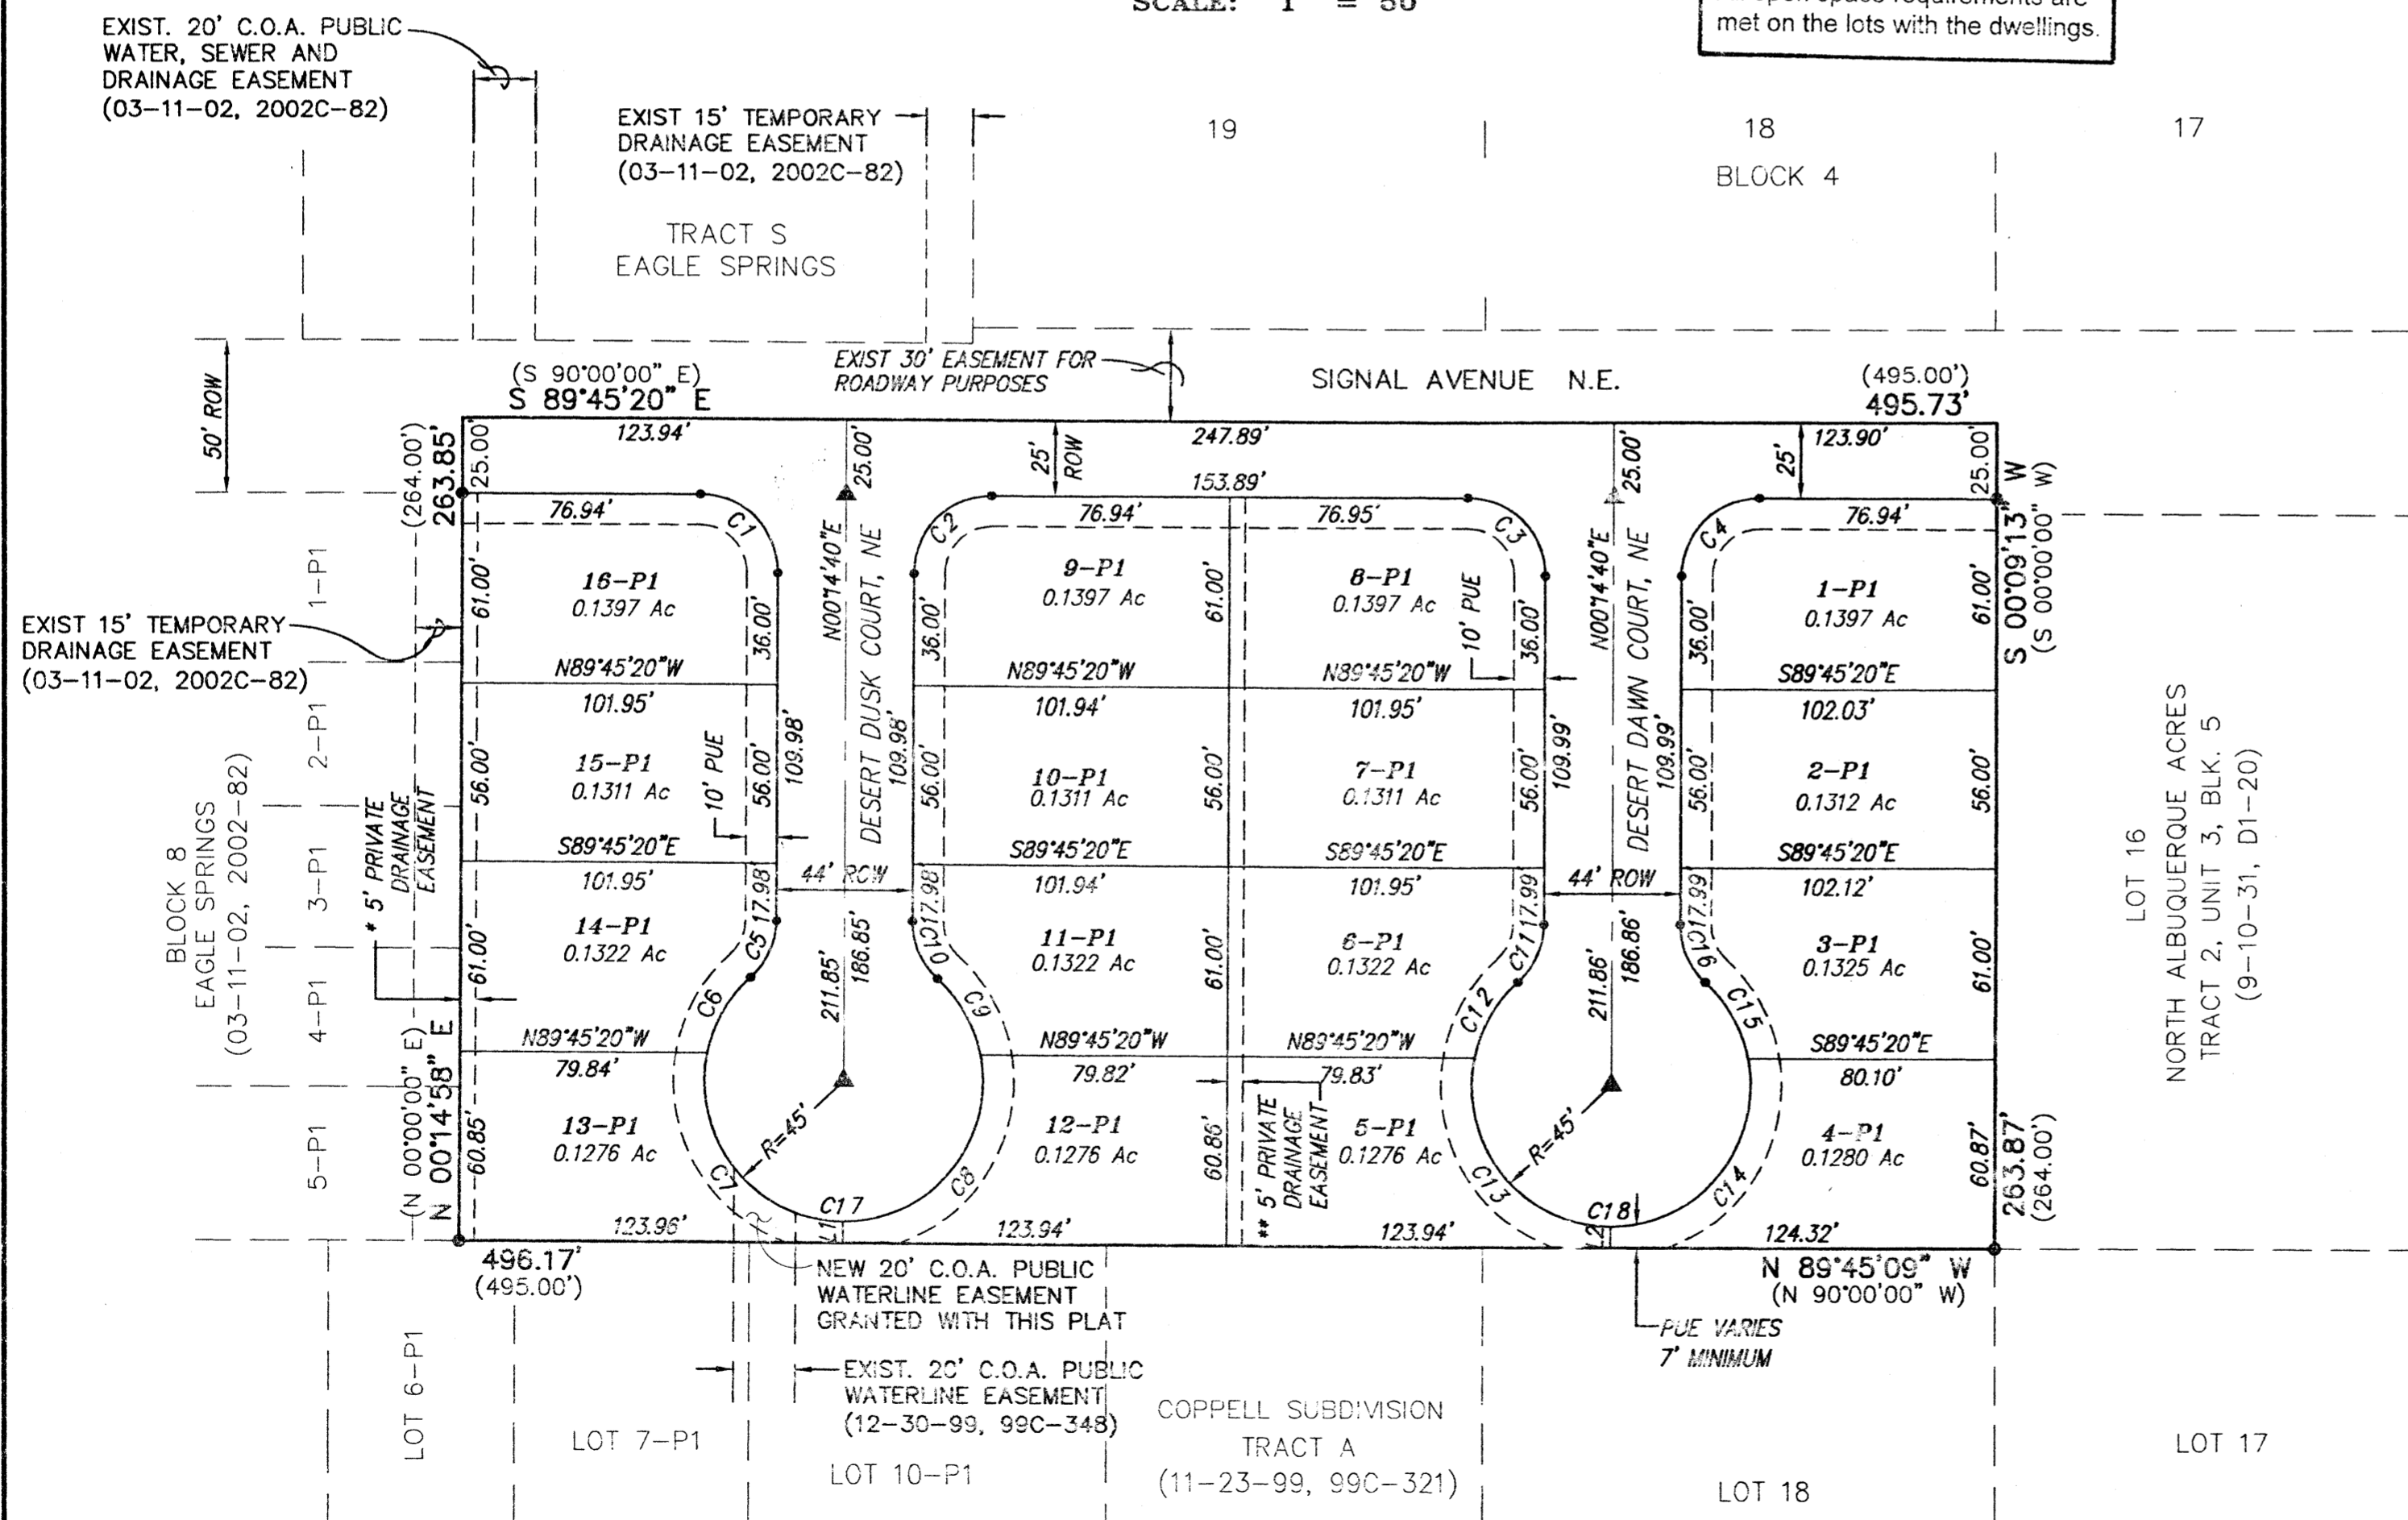 SCALE: 1" = 50'
met on the lots with the dwellings.
EXIST. 20' C.O.A. PUBLIC
WATER, SEWER AND
DRAINAGE EASEMENT
(03-11-02, 2002C-82)
EXIST 15' TEMPORARY
DRAINAGE EASEMENT
(03-11-02, 2002C-82)
19
18
17
BLOCK 4
TRACT S
EAGLE SPRINGS
50' ROW
(S 90°00'00" E)
S 89°45'20" E
EXIST 30' EASEMENT FOR
ROADWAY PURPOSES
SIGNAL AVENUE N.E.
(495.00')
495.73'
(264.00')
263.85'
25.00'
123.94'
25.00'
25'
ROW
247.89'
153.89'
25.00'
25'
123.90'
25.00'
S 00°09'13" W
(S 00°00'00" W)
76.94'
C1
C2
76.94'
76.95'
C3
C4
76.94'
1-P1
2-P1
3-P1
4-P1
5-P1
EXIST 15' TEMPORARY
DRAINAGE EASEMENT
(03-11-02, 2002C-82)
61.00'
16-P1
0.1397 Ac
36.00'
N00°14'40"E
DESERT DUSK COURT, NE
36.00'
9-P1
0.1397 Ac
61.00'
8-P1
0.1397 Ac
10' PUE
36.00'
N00°14'40"E
DESERT DAWN COURT, NE
36.00'
1-P1
0.1397 Ac
61.00'
N89°45'20"W
101.95'
N89°45'20"W
101.94'
N89°45'20"W
101.95'
S89°45'20"E
102.03'
56.00'
15-P1
0.1311 Ac
10' PUE
56.00'
109.98'
109.98'
56.00'
10-P1
0.1311 Ac
56.00'
7-P1
0.1311 Ac
56.00'
109.99'
109.99'
56.00'
2-P1
0.1312 Ac
56.00'
S89°45'20"E
101.95'
S89°45'20"E
101.94'
S89°45'20"E
101.95'
S89°45'20"E
102.12'
44' ROW
44' ROW
BLOCK 8
EAGLE SPRINGS
(03-11-02, 2002-82)
* 5' PRIVATE
DRAINAGE
EASEMENT
61.00'
14-P1
0.1322 Ac
17.98
C5
C6
211.85'
186.85'
17.98
C10
C9
11-P1
0.1322 Ac
61.00'
6-P1
0.1322 Ac
17.99
C11
C12
211.86'
186.86'
17.99
C16
C15
3-P1
0.1325 Ac
61.00'
LOT 16
NORTH ALBUQUERQUE ACRES
TRACT 2, UNIT 3, BLK. 5
(9-10-31, D1-20)
N89°45'20"W
79.84'
N89°45'20"W
79.82'
N89°45'20"W
79.83'
S89°45'20"E
80.10'
(N 00°00'00" E)
N 00°14'58" E
60.85'
13-P1
0.1276 Ac
R=45'
C7
C17
C8
L1
12-P1
0.1276 Ac
60.86'
** 5' PRIVATE
DRAINAGE
EASEMENT
5-P1
0.1276 Ac
R=45'
C13
C18
C14
L2
4-P1
0.1280 Ac
60.87'
263.87'
(264.00')
123.96'
123.94'
123.94'
124.32'
496.17'
(495.00')
N 89°45'09" W
(N 90°00'00" W)
NEW 20' C.O.A. PUBLIC
WATERLINE EASEMENT
GRANTED WITH THIS PLAT
PUE VARIES
7' MINIMUM
EXIST. 20' C.O.A. PUBLIC
WATERLINE EASEMENT
(12-30-99, 99C-348)
LOT 6-P1
LOT 7-P1
LOT 10-P1
COPPELL SUBDIVISION
TRACT A
(11-23-99, 99C-321)
LOT 18
LOT 17